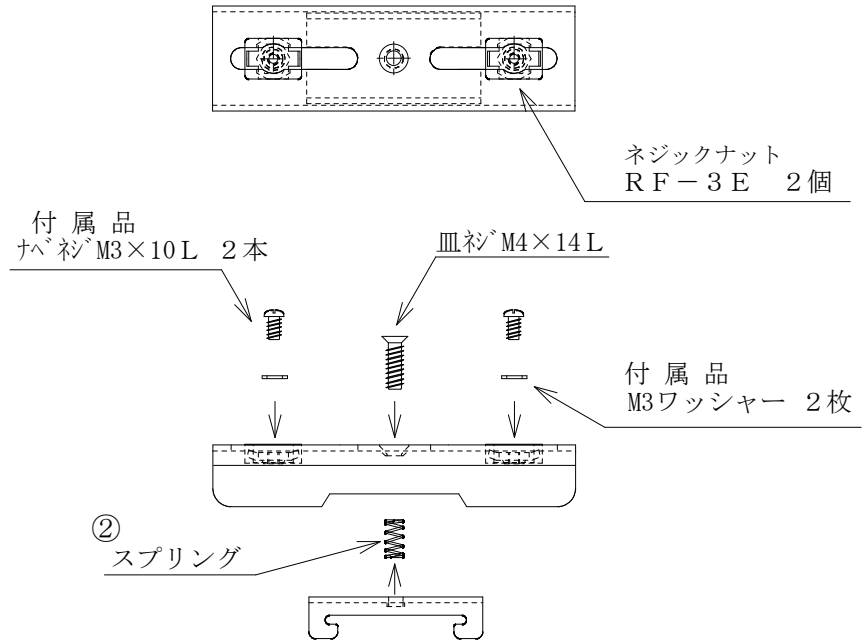 ネジックナット
ＲＦ－３Ｅ　２個
付 属 品
ﾅﾍﾞﾈｼﾞM3×10Ｌ　２本
皿ﾈｼﾞM4×14Ｌ
付 属 品
M3ワッシャー　２枚
②
スプリング